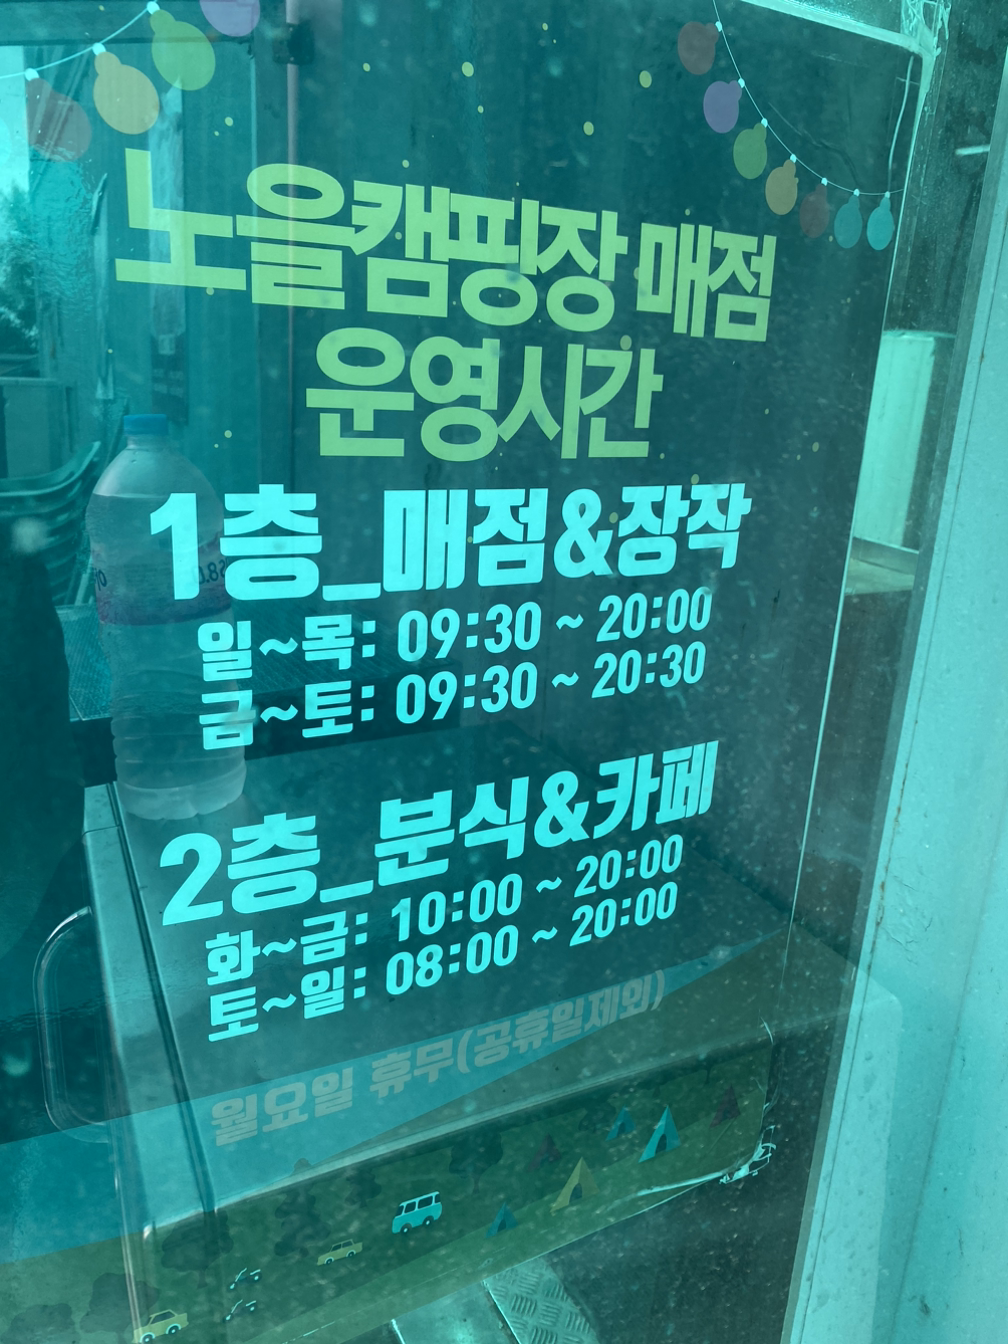 노을캠핑장 매점
운영시간
1층_매점&장작
일~목: 09:30 ~ 20:00
금~토: 09:30 ~ 20:30
2층_분식&카페
화~금: 10:00 ~ 20:00
토~일: 08:00 ~ 20:00
월요일 휴무(공휴일제외)